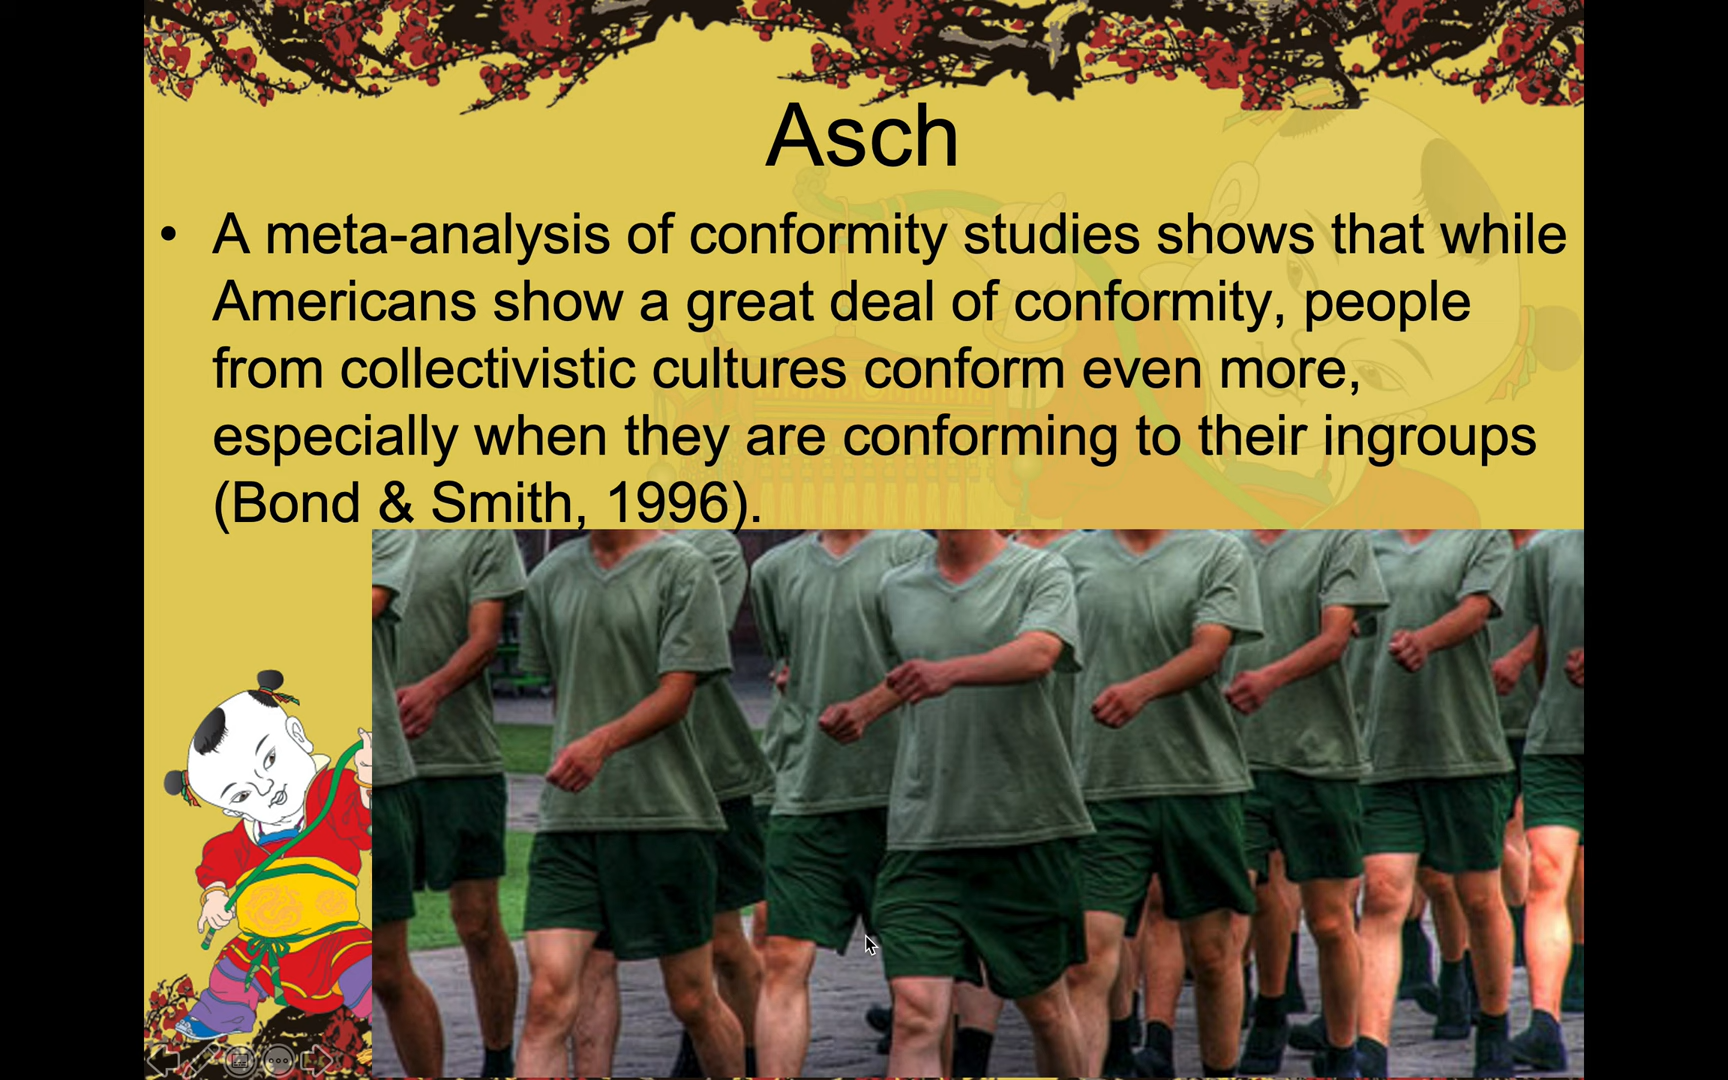 Asch
• A meta-analysis of conformity studies shows that while
Americans show a great deal of conformity, people
from collectivistic cultures conform even more,
especially when they are conforming to their ingroups
(Bond & Smith, 1996).